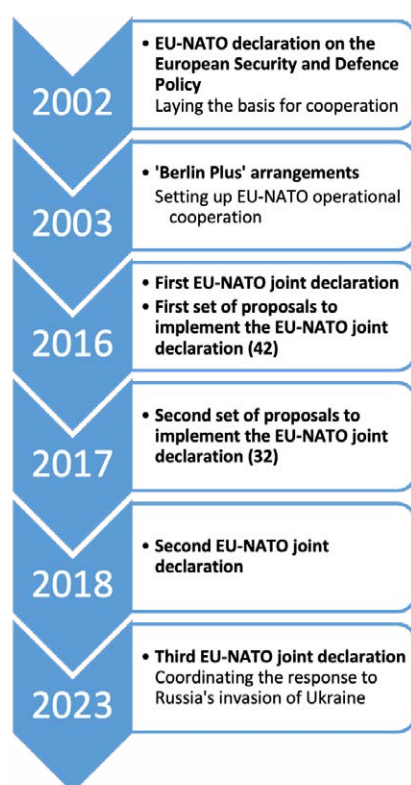 2002
• EU-NATO declaration on the
European Security and Defence
Policy
Laying the basis for cooperation
2003
• 'Berlin Plus' arrangements
Setting up EU-NATO operational
cooperation
2016
• First EU-NATO joint declaration
• First set of proposals to
implement the EU-NATO joint
declaration (42)
2017
• Second set of proposals to
implement the EU-NATO joint
declaration (32)
2018
• Second EU-NATO joint
declaration
2023
• Third EU-NATO joint declaration
Coordinating the response to
Russia's invasion of Ukraine